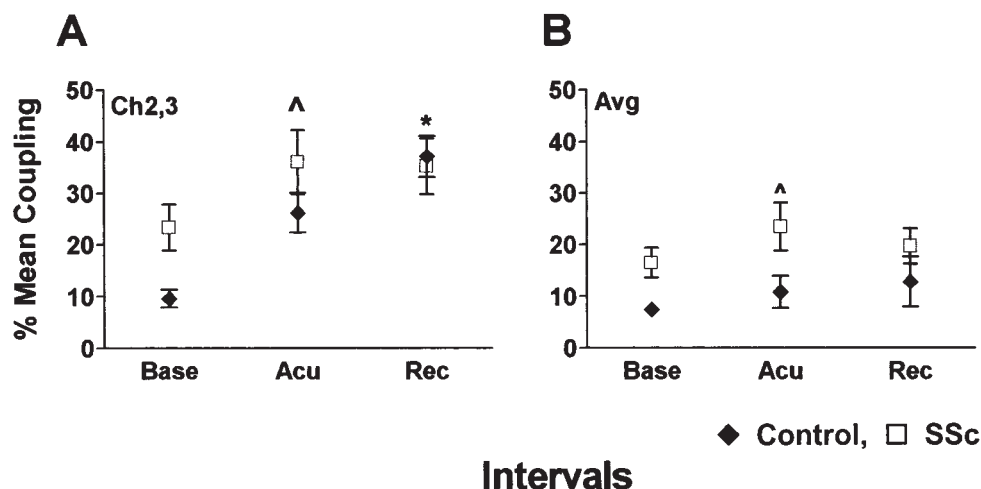 A
B
% Mean Coupling
50
40
30
20
10
0
Ch2,3
^
*
Base
Acu
Rec
50
40
30
20
10
0
Avg
^
Base
Acu
Rec
◆ Control, □ SSc
Intervals